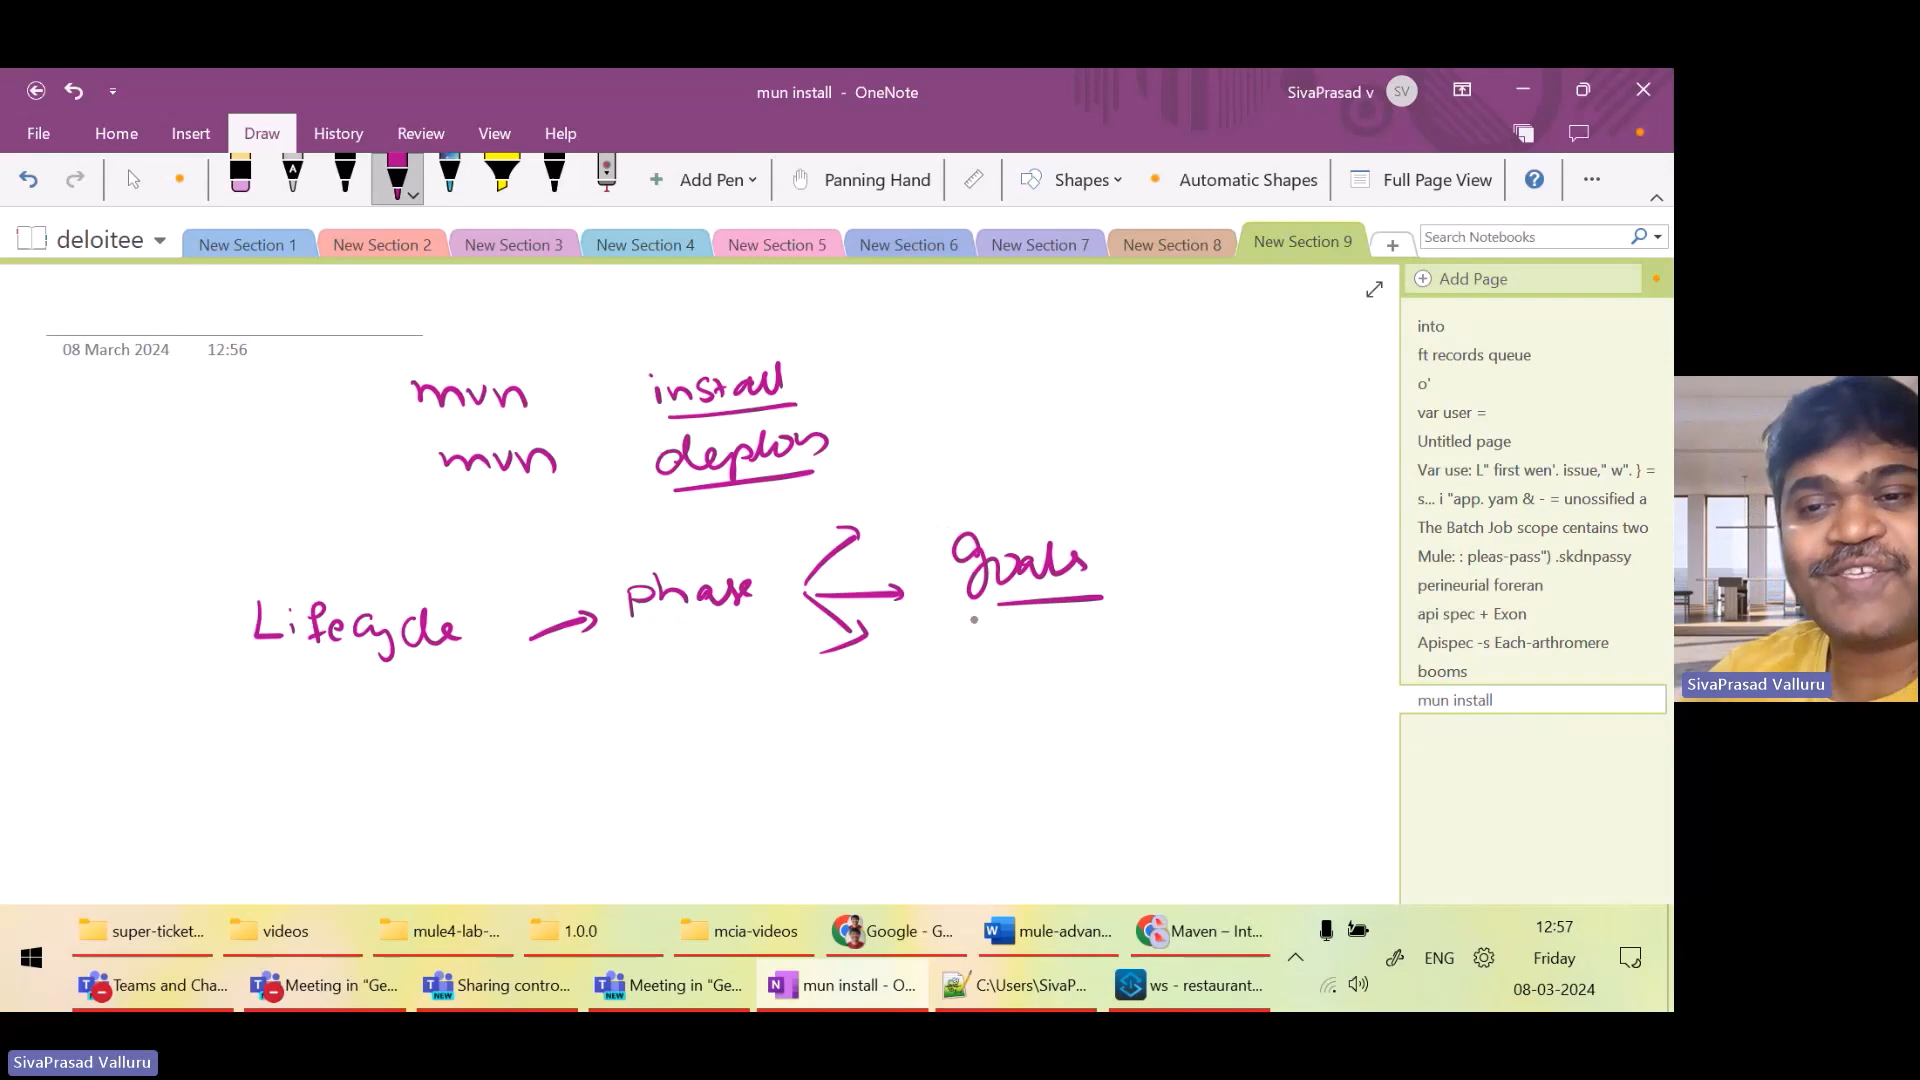 mun install - OneNote
SivaPrasad v
SV
File Home Insert Draw History Review View Help
A
Add Pen
Panning Hand
Shapes
Automatic Shapes
Full Page View
deloitee
New Section 1
New Section 2
New Section 3
New Section 4
New Section 5
New Section 6
New Section 7
New Section 8
New Section 9
Search Notebooks
Add Page
08 March 2024 12:56
mvn install
mvn deploy
Lifecycle phase goals
into
ft records queue
o'
var user =
Untitled page
Var use: L" first wen'. issue," w". } =
s... i "app. yam & - = unossified a
The Batch Job scope centains two
Mule: : pleas-pass") .skdnpassy
perineurial foreran
api spec + Exon
Apispec -s Each-arthromere
booms
mun install
SivaPrasad Valluru
super-ticket...
videos
mule4-lab-...
1.0.0
mcia-videos
Google - G...
mule-advan...
Maven – Int...
12:57
Teams and Cha...
Meeting in "Ge...
Sharing contro...
Meeting in "Ge...
mun install - O...
C:\Users\SivaP...
ws - restaurant...
ENG
Friday
08-03-2024
SivaPrasad Valluru